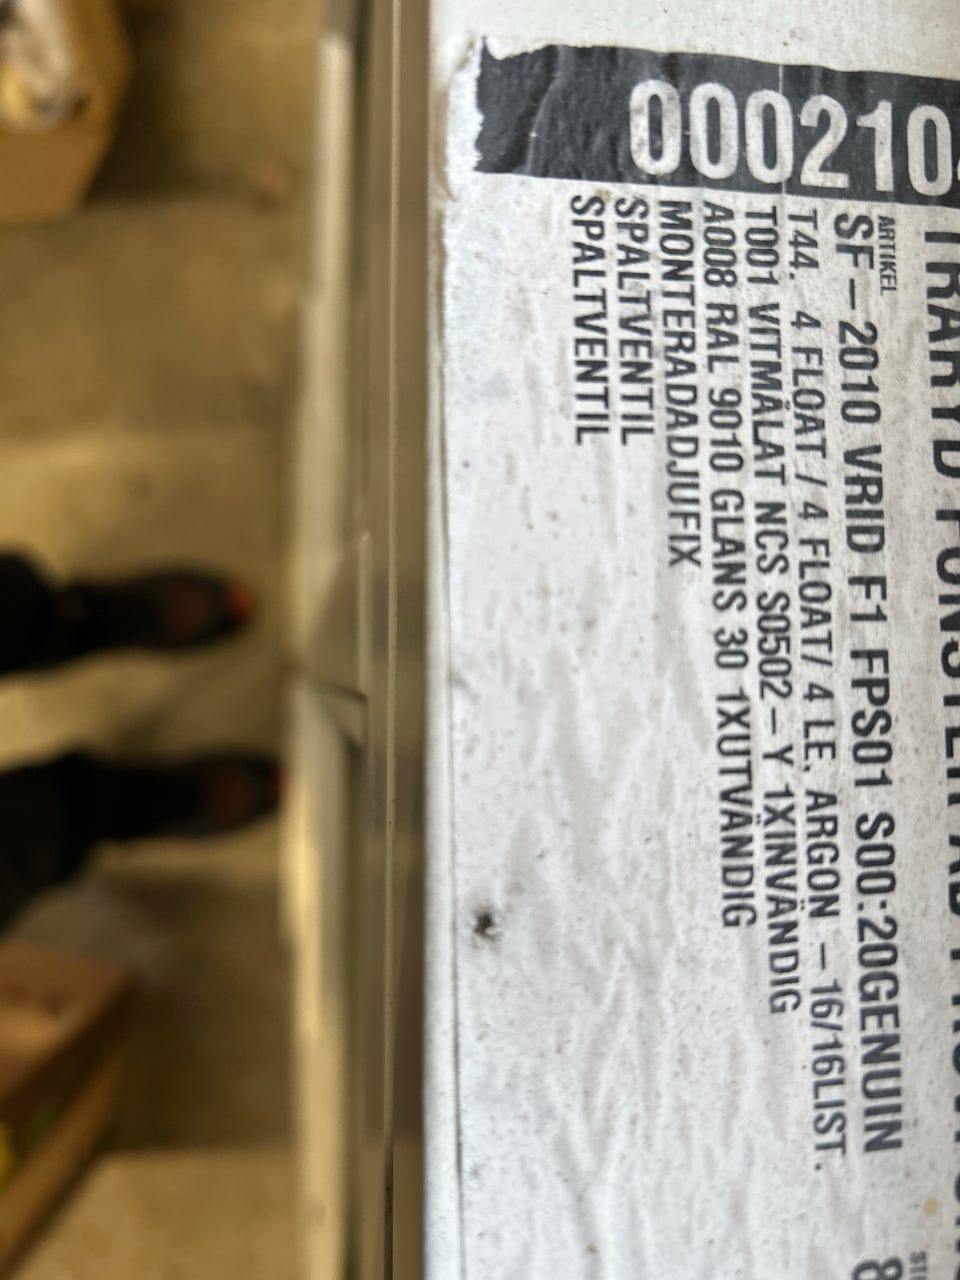 TRARYD FÖNSTER AB
ARTIKEL
SF-2010 VRID F1 FPS01 S00:20GENUIN
T44. 4 FLOAT / 4 FLOAT/ 4 LE, ARGON - 16/16LIST.
T001 VITMÅLAT NCS S0502-Y 1XINVÄNDIG
A008 RAL 9010 GLANS 30 1XUTVÄNDIG
MONTERADADJUFIX
SPALTVENTIL
SPALTVENTIL
000210